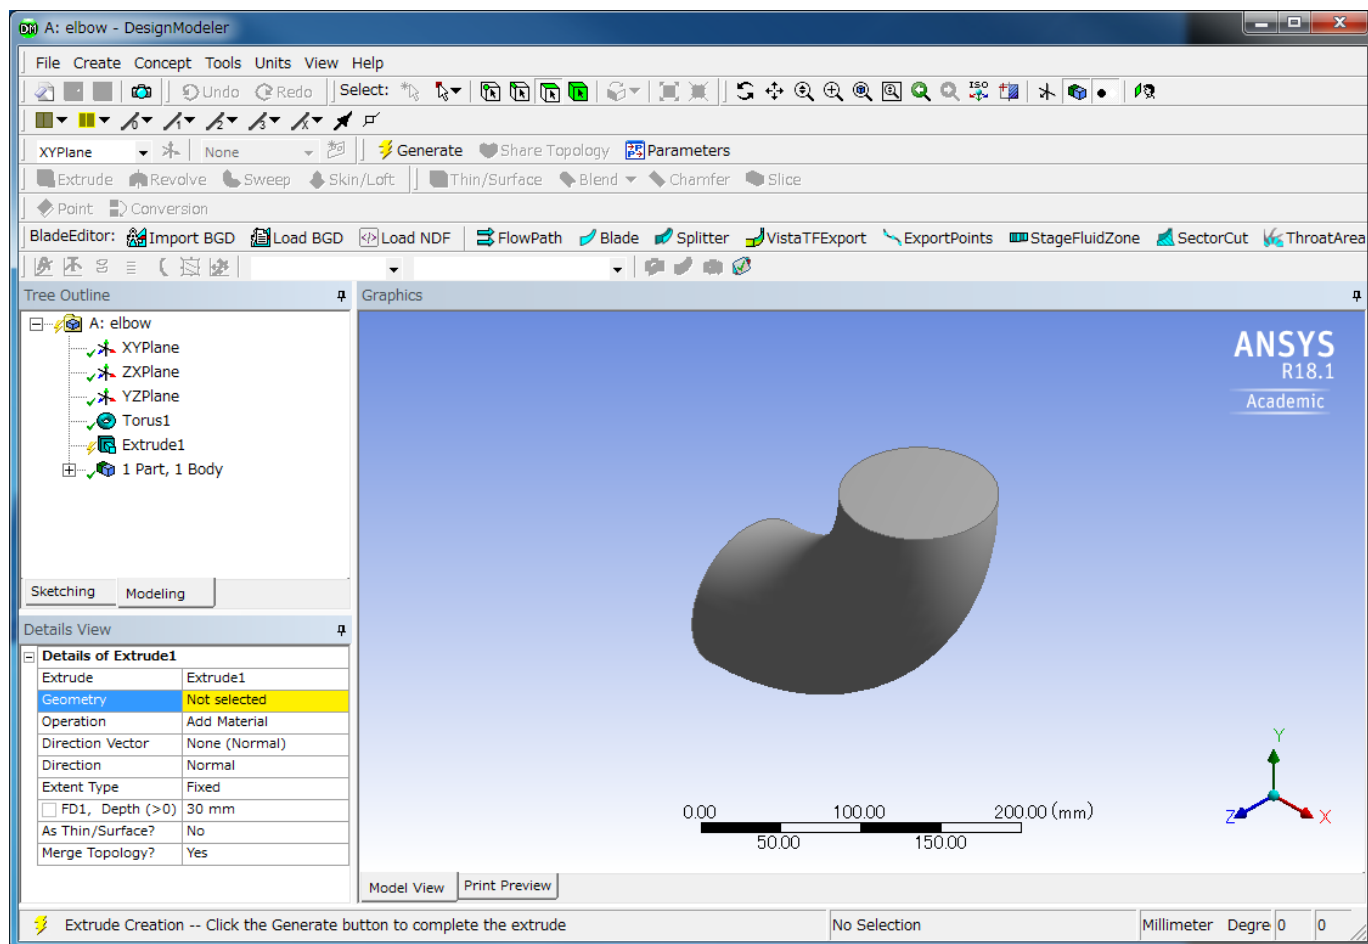 A: elbow - DesignModeler
File Create Concept Tools Units View Help
Undo Redo Select: ISO
XYPlane None Generate Share Topology Parameters
Extrude Revolve Sweep Skin/Loft Thin/Surface Blend Chamfer Slice
Point Conversion
BladeEditor: Import BGD Load BGD Load NDF FlowPath Blade Splitter VistaTFExport ExportPoints StageFluidZone SectorCut ThroatArea
Tree Outline
A: elbow
XYPlane
ZXPlane
YZPlane
Torus1
Extrude1
1 Part, 1 Body
Sketching Modeling
Details View
Details of Extrude1
Extrude Extrude1
Geometry Not selected
Operation Add Material
Direction Vector None (Normal)
Direction Normal
Extent Type Fixed
FD1, Depth (>0) 30 mm
As Thin/Surface? No
Merge Topology? Yes
Graphics
ANSYS
R18.1
Academic
0.00 100.00 200.00 (mm)
50.00 150.00
Y
Z X
Model View Print Preview
Extrude Creation -- Click the Generate button to complete the extrude No Selection Millimeter Degre 0 0